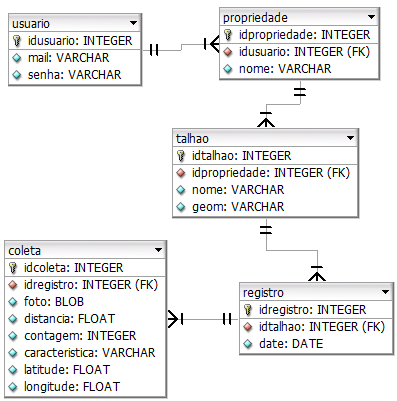 usuario
idusuario: INTEGER
mail: VARCHAR
senha: VARCHAR
propriedade
idpropriedade: INTEGER
idusuario: INTEGER (FK)
nome: VARCHAR
talhao
idtalhao: INTEGER
idpropriedade: INTEGER (FK)
nome: VARCHAR
geom: VARCHAR
coleta
idcoleta: INTEGER
idregistro: INTEGER (FK)
foto: BLOB
distancia: FLOAT
contagem: INTEGER
caracteristica: VARCHAR
latitude: FLOAT
longitude: FLOAT
registro
idregistro: INTEGER
idtalhao: INTEGER (FK)
date: DATE